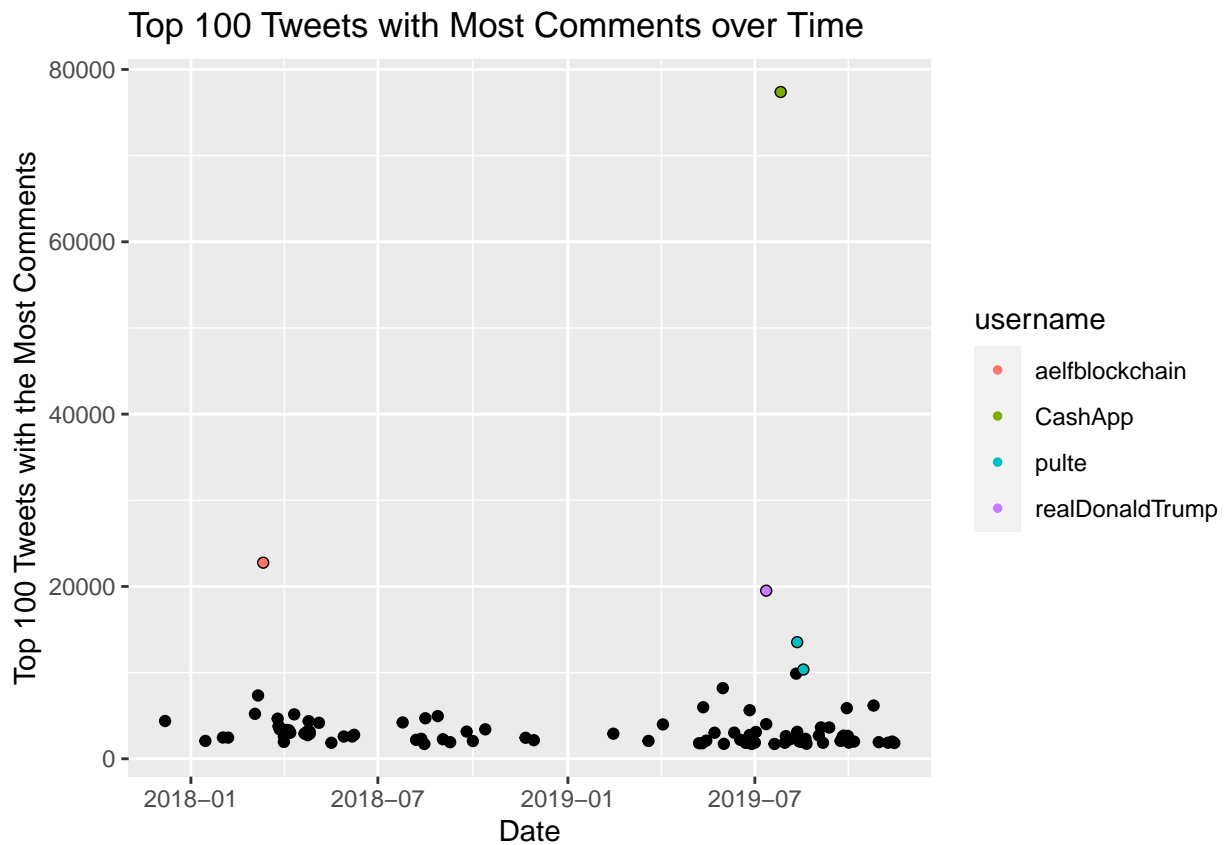 Top 100 Tweets with Most Comments over Time
Top 100 Tweets with the Most Comments
80000
60000
40000
20000
0
2018−01
2018−07
2019−01
2019−07
Date
username
aelfblockchain
CashApp
pulte
realDonaldTrump